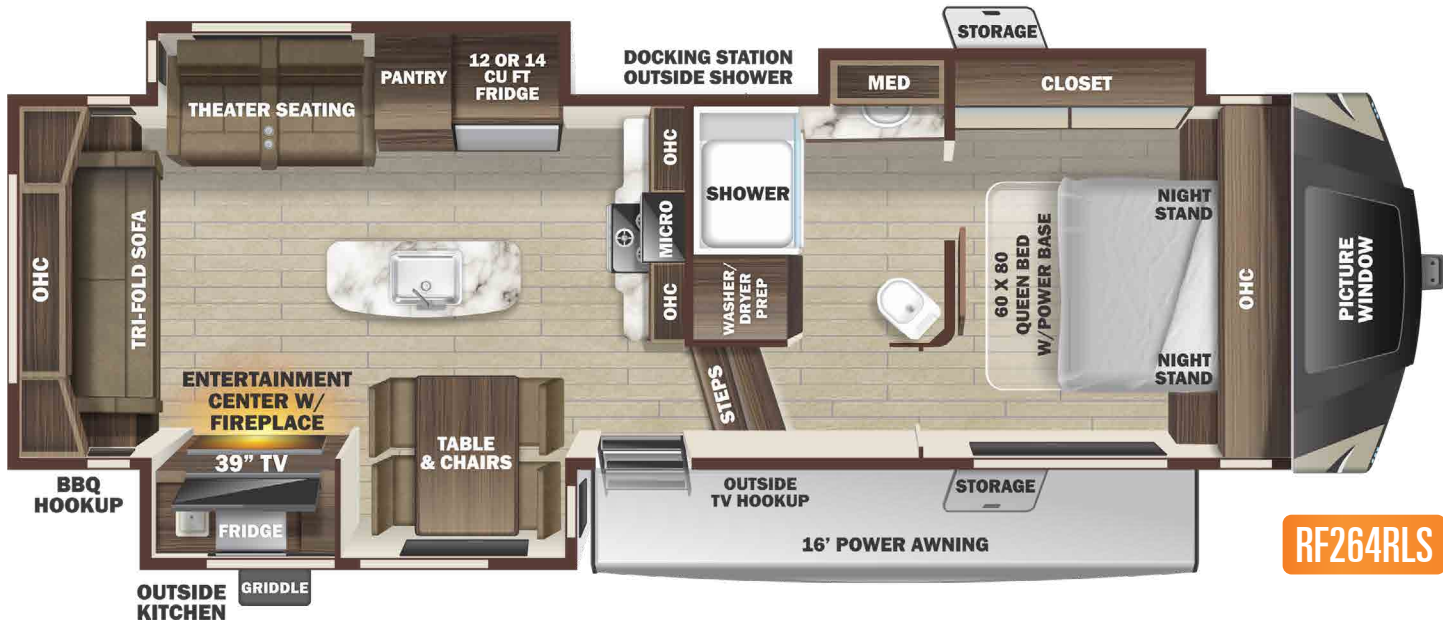 STORAGE
DOCKING STATION
OUTSIDE SHOWER
THEATER SEATING
PANTRY
12 OR 14
CU FT
FRIDGE
MED
CLOSET
OHC
TRI-FOLD SOFA
OHC
MICRO
OHC
SHOWER
WASHER/
DRYER
PREP
STEPS
NIGHT
STAND
60 X 80
QUEEN BED
W/POWER BASE
NIGHT
STAND
OHC
PICTURE
WINDOW
ENTERTAINMENT
CENTER W/
FIREPLACE
39” TV
FRIDGE
TABLE
& CHAIRS
BBQ
HOOKUP
OUTSIDE
KITCHEN
GRIDDLE
OUTSIDE
TV HOOKUP
STORAGE
16’ POWER AWNING
RF264RLS